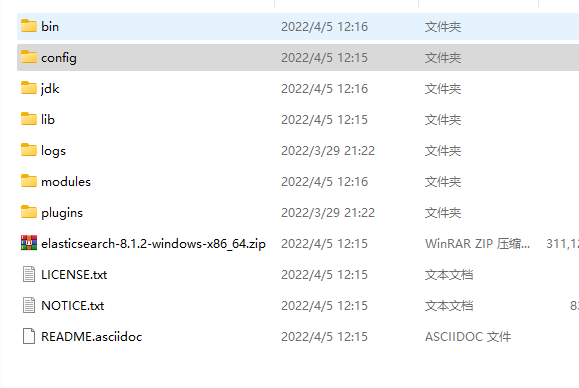 bin 2022/4/5 12:16 文件夹
config 2022/4/5 12:15 文件夹
jdk 2022/4/5 12:16 文件夹
lib 2022/4/5 12:15 文件夹
logs 2022/3/29 21:22 文件夹
modules 2022/4/5 12:16 文件夹
plugins 2022/3/29 21:22 文件夹
elasticsearch-8.1.2-windows-x86_64.zip 2022/4/5 12:15 WinRAR ZIP 压缩... 311,12
LICENSE.txt 2022/4/5 12:15 文本文档
NOTICE.txt 2022/4/5 12:15 文本文档 83
README.asciidoc 2022/4/5 12:15 ASCIIDOC 文件